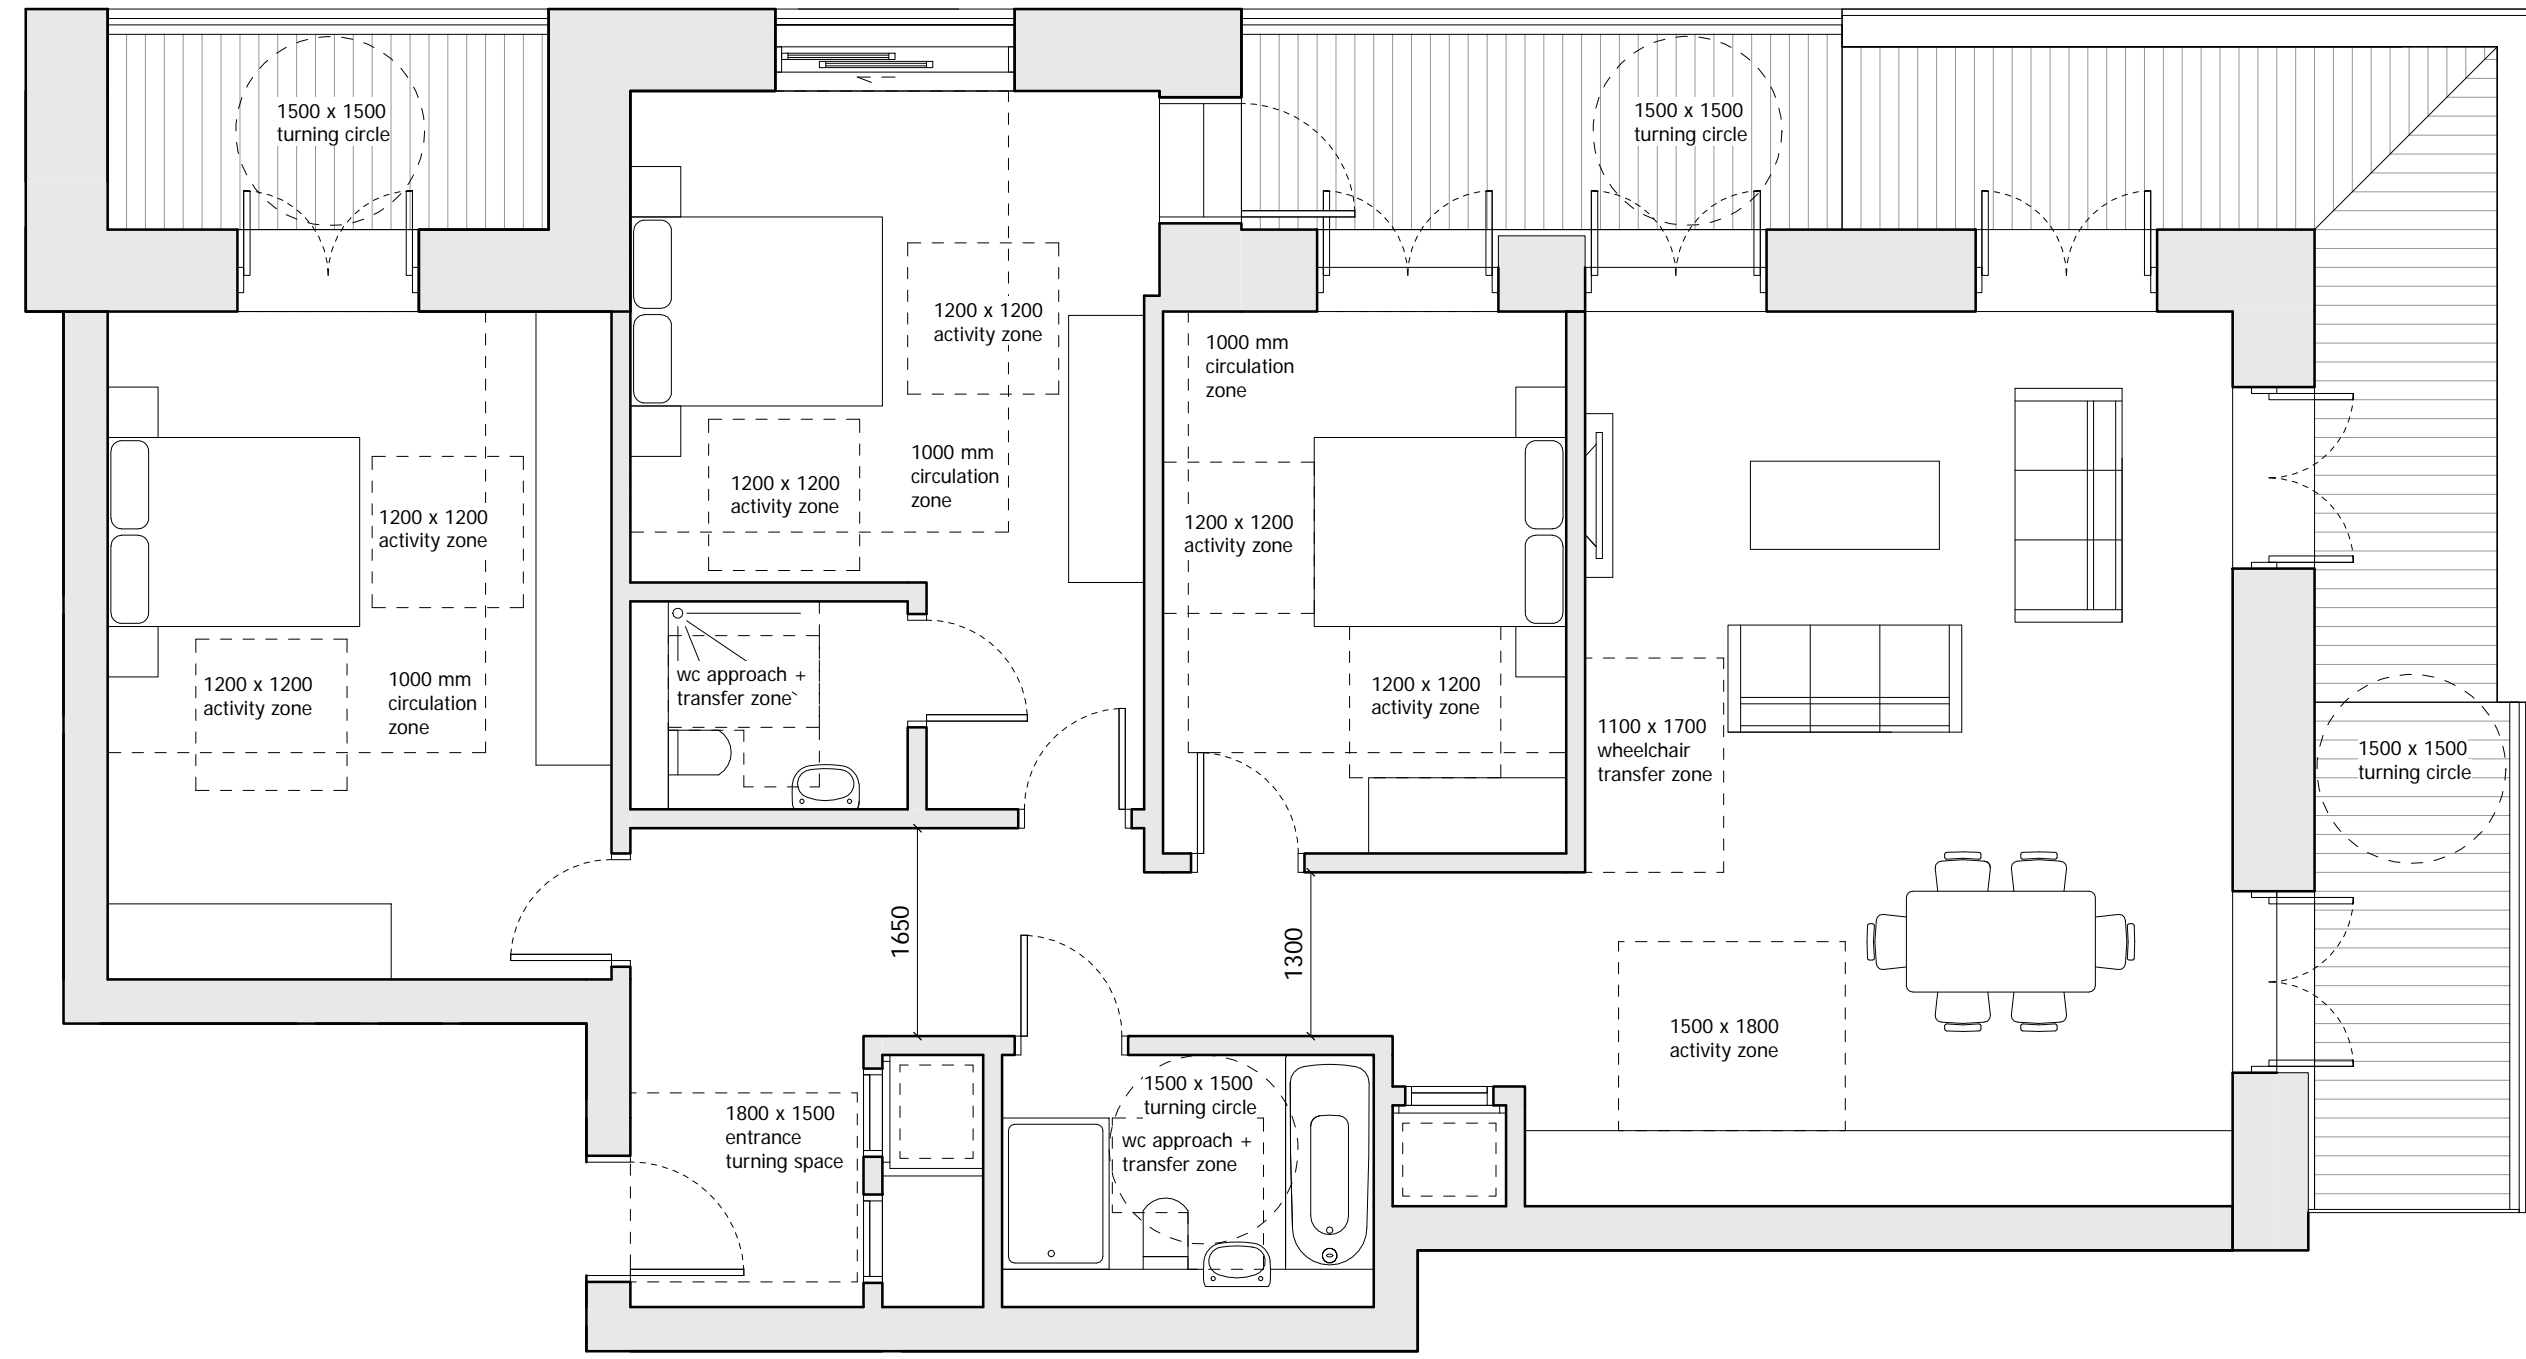 1500 x 1500
turning circle
1500 x 1500
turning circle
1200 x 1200
activity zone
1000 mm
circulation
zone
1000 mm
circulation
zone
1200 x 1200
activity zone
1200 x 1200
activity zone
1200 x 1200
activity zone
1200 x 1200
activity zone
1000 mm
circulation
zone
wc approach +
transfer zone
1200 x 1200
activity zone
1100 x 1700
wheelchair
transfer zone
1500 x 1500
turning circle
1650
1300
1500 x 1800
activity zone
1800 x 1500
entrance
turning space
1500 x 1500
turning circle
wc approach +
transfer zone